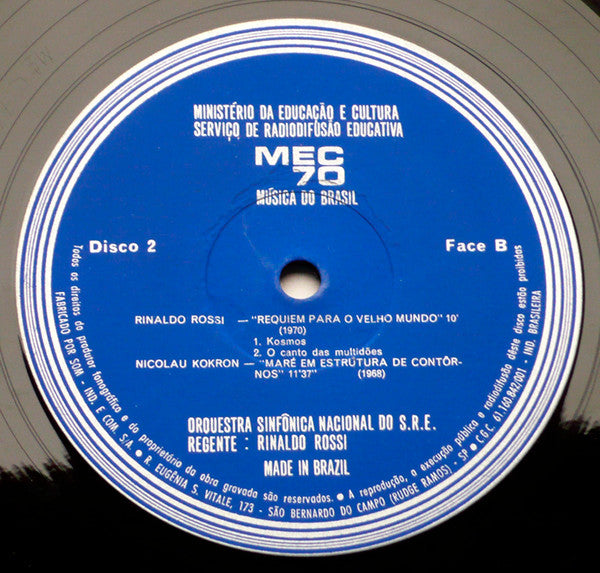 MINISTÉRIO DA EDUCAÇÃO E CULTURA
SERVIÇO DE RADIODIFUSÃO EDUCATIVA
MEC
70
MÚSICA DO BRASIL
Disco 2
Face B
RINALDO ROSSI — "REQUIEM PARA O VELHO MUNDO" 10'
(1970)
1. Kosmos
2. O canto das multidões
NICOLAU KOKRON — "MARÉ EM ESTRUTURA DE CONTÔR-
NOS" 11'37" (1968)
ORQUESTRA SINFÔNICA NACIONAL DO S.R.E.
REGENTE : RINALDO ROSSI
MADE IN BRAZIL
Todos os direitos do produtor fonográfico e do proprietário da obra gravada são reservados. ● A reprodução, a execução pública e radiodifusão dêste disco estão proibidas
FABRICADO POR SOM - IND. E COM. S/A. ● R. EUGÊNIA S. VITALE, 173 - SÃO BERNARDO DO CAMPO (RUDGE RAMOS) - SP ● C.G.C. 61.160.842/001 - IND. BRASILEIRA